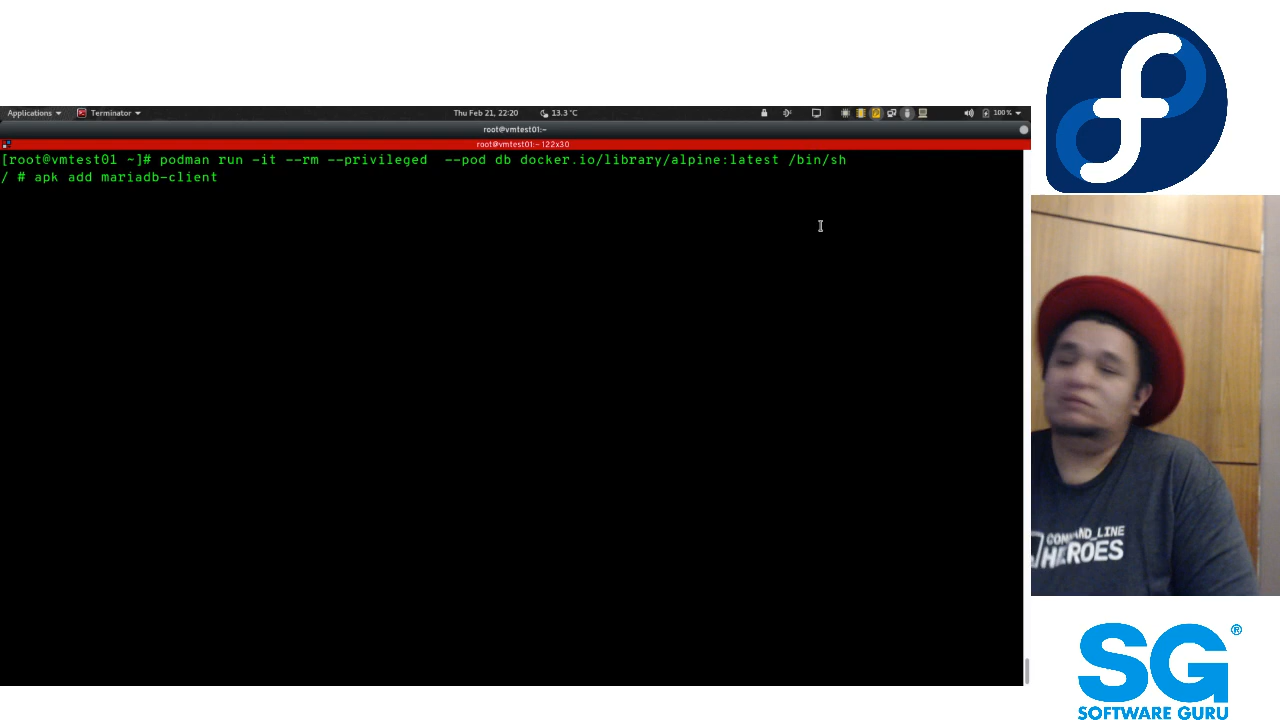 Applications Terminator Thu Feb 21, 22:20 13.3 °C 100%
root@vmtest01:~
root@vmtest01:~ 122x30
[root@vmtest01 ~]# podman run -it --rm --privileged  --pod db docker.io/library/alpine:latest /bin/sh
/ # apk add mariadb-client
COMMAND_LINE
HEROES
SG®
SOFTWARE GURU